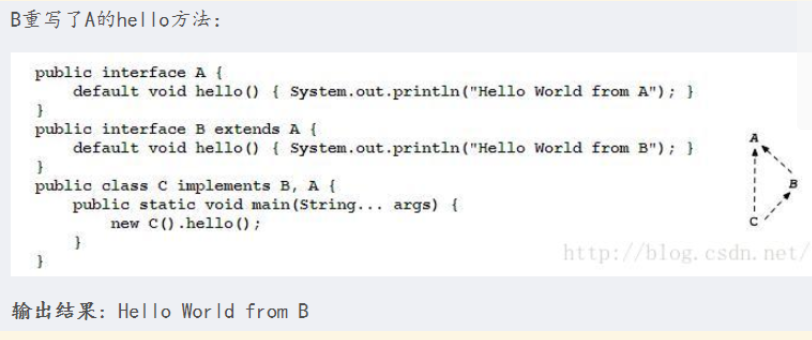 B重写了A的hello方法:
public interface A {
    default void hello() { System.out.println("Hello World from A"); }
}
public interface B extends A {
    default void hello() { System.out.println("Hello World from B"); }
}
public class C implements B, A {
    public static void main(String... args) {
        new C().hello();
    }
}
A
B
C
http://blog.csdn.net/
输出结果: Hello World from B